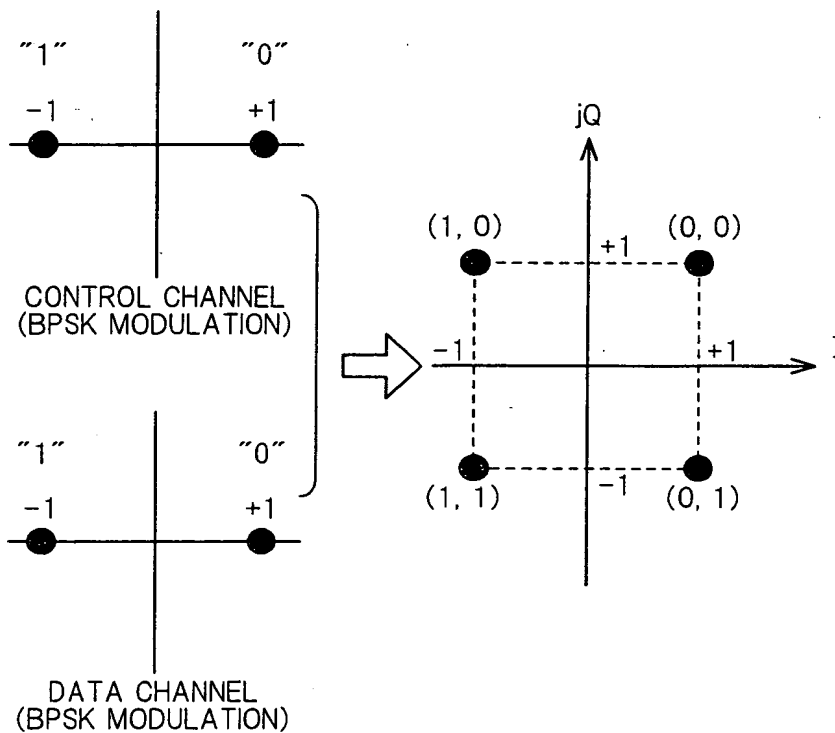 "1" "0"
-1 +1
CONTROL CHANNEL
(BPSK MODULATION)
"1" "0"
-1 +1
DATA CHANNEL
(BPSK MODULATION)
jQ
(1, 0) (0, 0)
+1
-1 +1
(1, 1) -1 (0, 1)